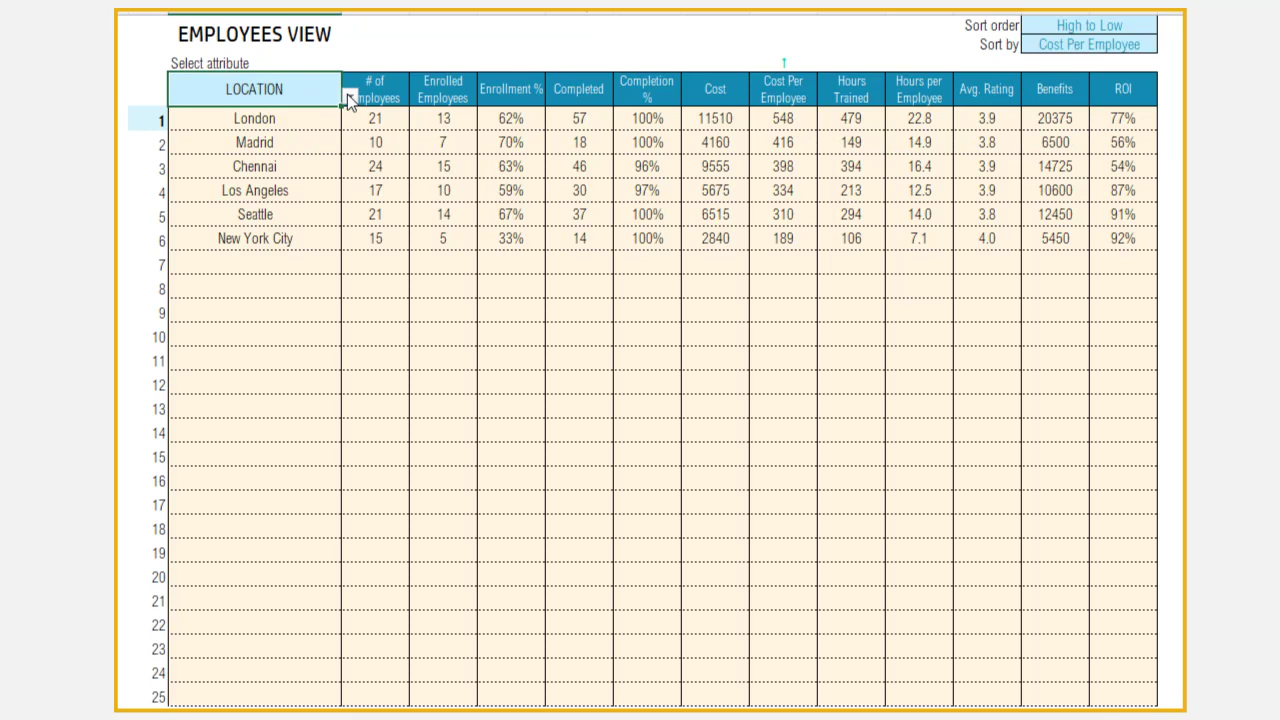 EMPLOYEES VIEW
Sort order High to Low
Sort by Cost Per Employee
Select attribute
↑
LOCATION # of Employees Enrolled Employees Enrollment % Completed Completion % Cost Cost Per Employee Hours Trained Hours per Employee Avg. Rating Benefits ROI
1 London 21 13 62% 57 100% 11510 548 479 22.8 3.9 20375 77%
2 Madrid 10 7 70% 18 100% 4160 416 149 14.9 3.8 6500 56%
3 Chennai 24 15 63% 46 96% 9555 398 394 16.4 3.9 14725 54%
4 Los Angeles 17 10 59% 30 97% 5675 334 213 12.5 3.9 10600 87%
5 Seattle 21 14 67% 37 100% 6515 310 294 14.0 3.8 12450 91%
6 New York City 15 5 33% 14 100% 2840 189 106 7.1 4.0 5450 92%
7
8
9
10
11
12
13
14
15
16
17
18
19
20
21
22
23
24
25